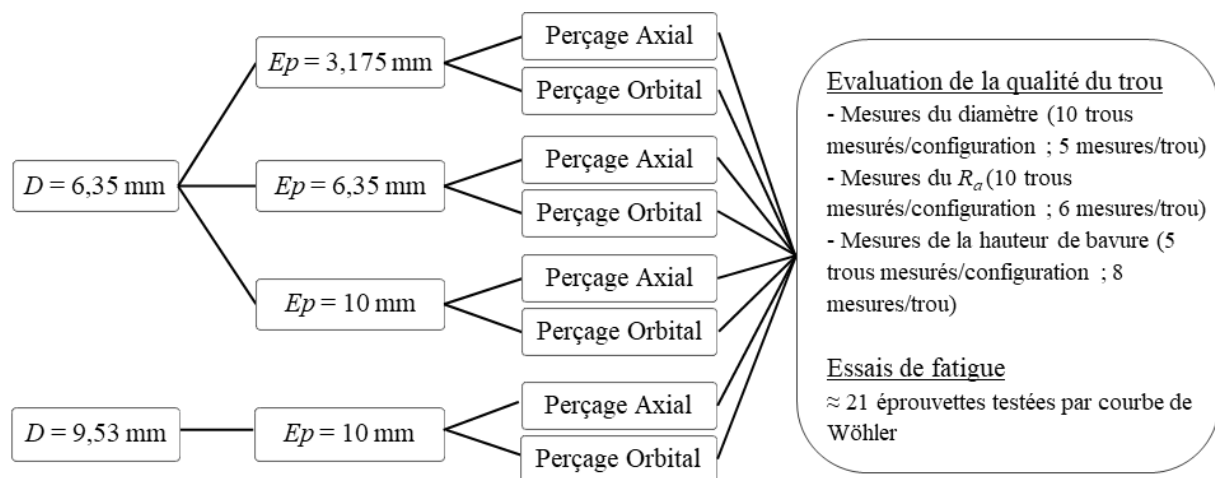 D = 6,35 mm
Ep = 3,175 mm
Perçage Axial
Perçage Orbital
Ep = 6,35 mm
Perçage Axial
Perçage Orbital
Ep = 10 mm
Perçage Axial
Perçage Orbital
D = 9,53 mm
Ep = 10 mm
Perçage Axial
Perçage Orbital
Evaluation de la qualité du trou
- Mesures du diamètre (10 trous
mesurés/configuration ; 5 mesures/trou)
- Mesures du Ra (10 trous
mesurés/configuration ; 6 mesures/trou)
- Mesures de la hauteur de bavure (5
trous mesurés/configuration ; 8
mesures/trou)
Essais de fatigue
≈ 21 éprouvettes testées par courbe de
Wöhler